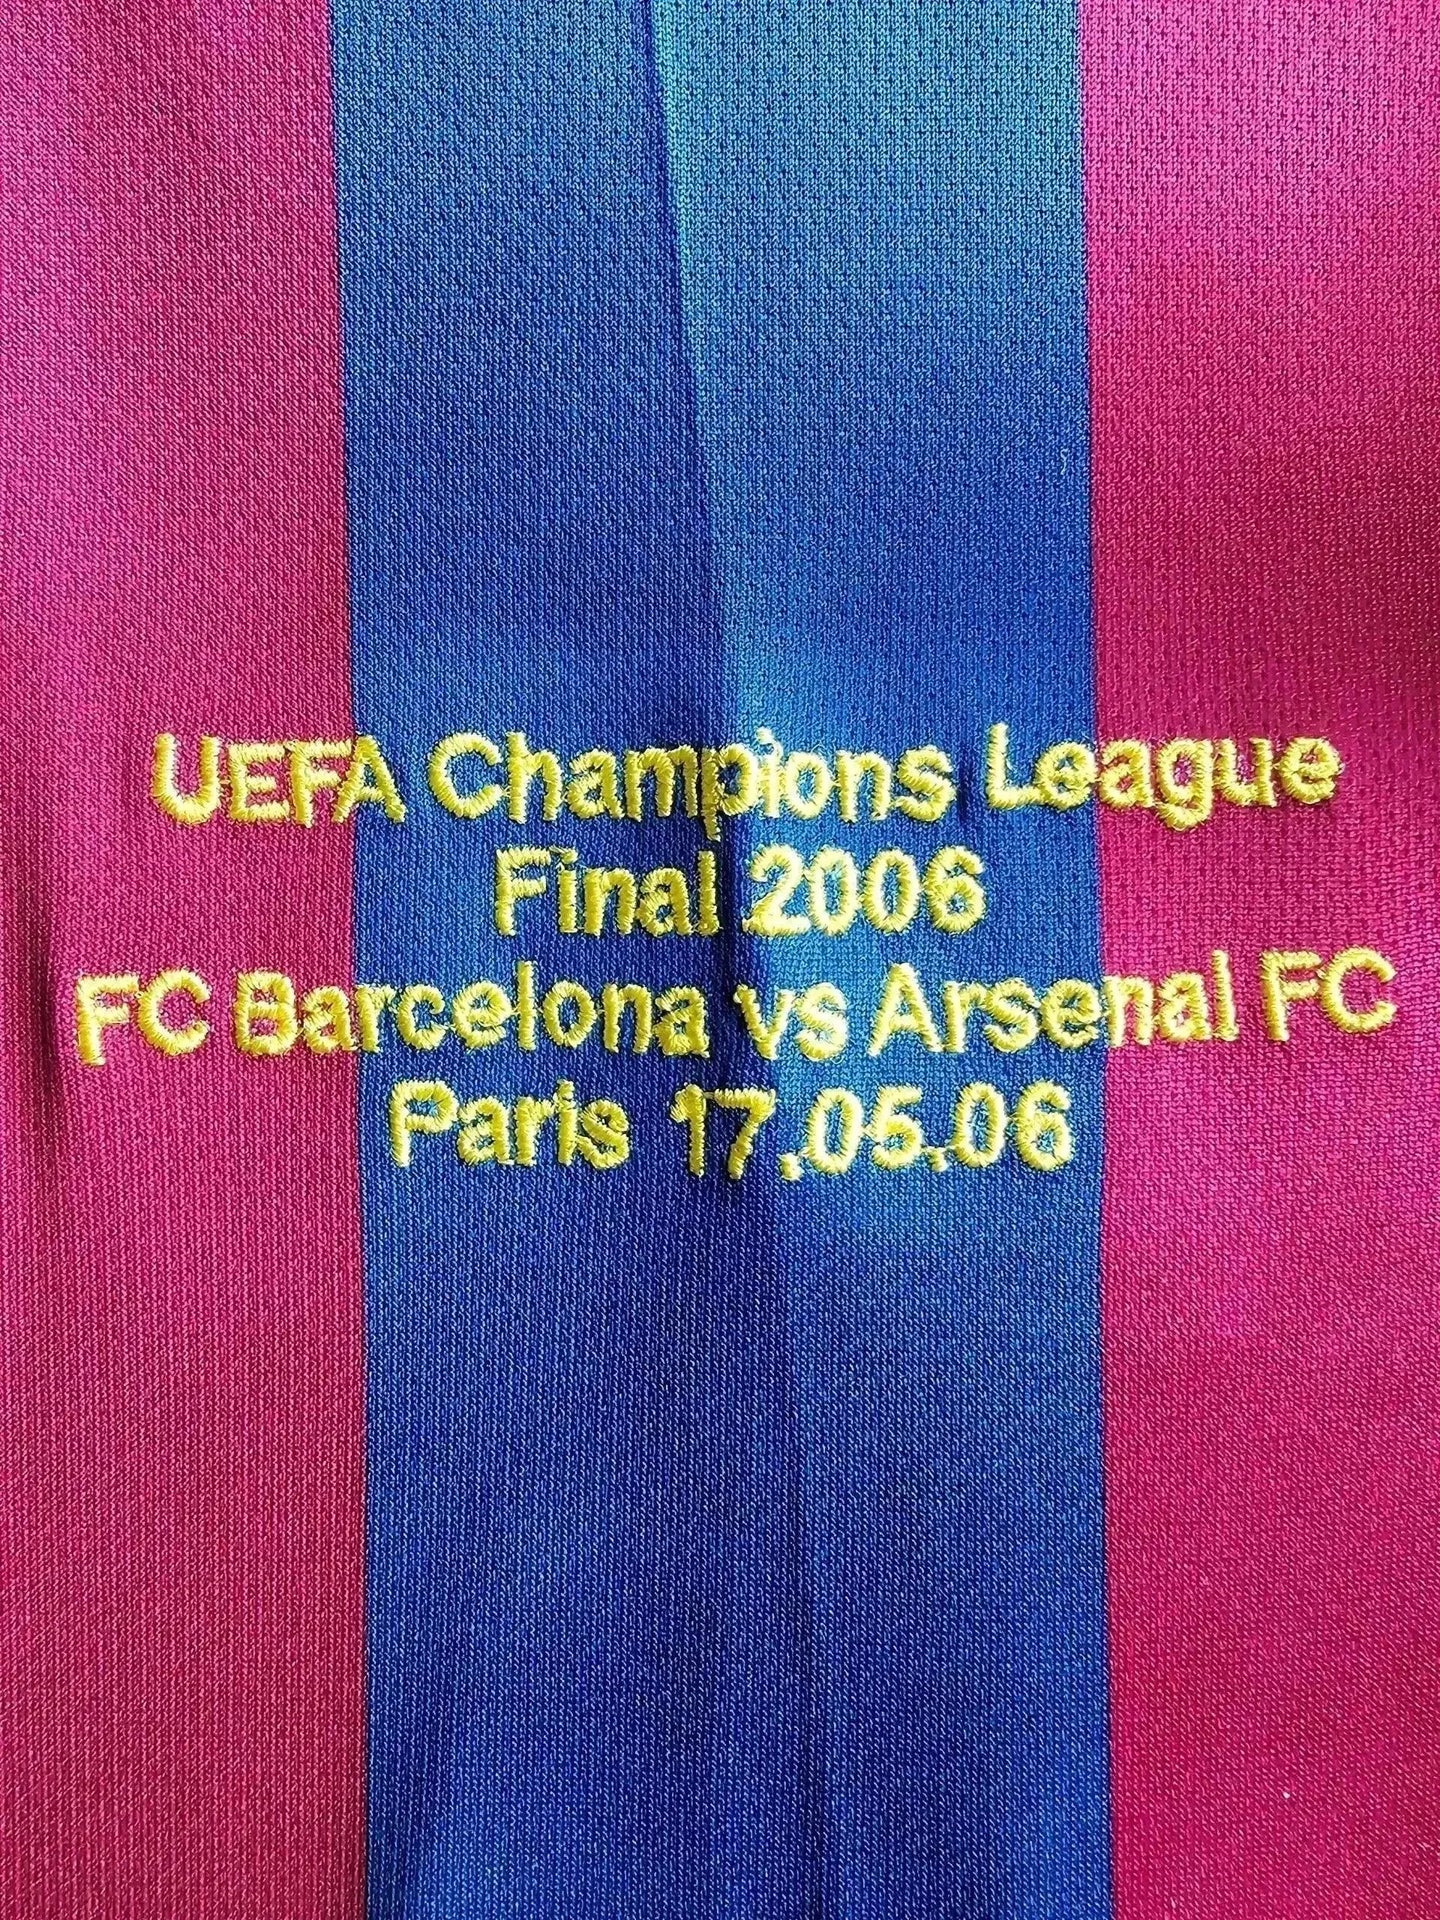 UEFA Champions League
Final 2006
FC Barcelona vs Arsenal FC
Paris 17.05.06